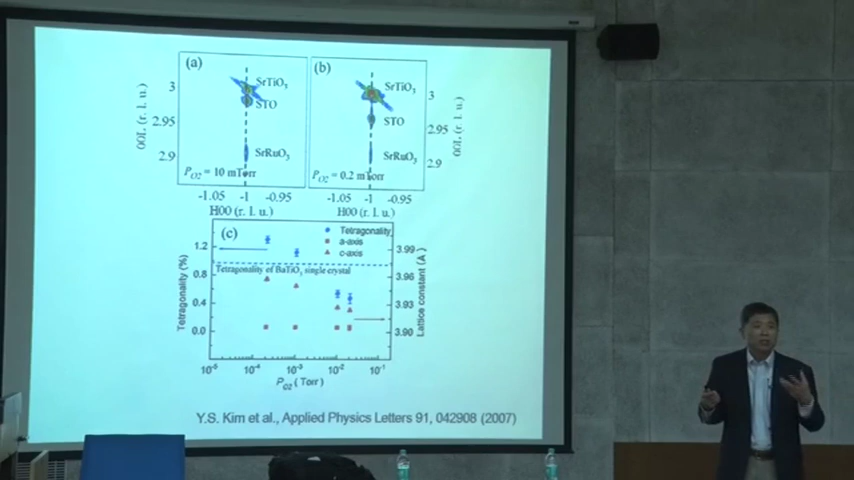 (a)
SrTiO₃
STO
SrRuO₃
P_O2 = 10 mTorr
00L (r. l. u.)
3
2.95
2.9
-1.05 -1 -0.95
H00 (r. l. u.)
(b)
SrTiO₃
STO
SrRuO₃
P_O2 = 0.2 mTorr
3
2.95
2.9
00L (r. l. u.)
-1.05 -1 -0.95
H00 (r. l. u.)
(c)
Tetragonality
a-axis
c-axis
Tetragonality of BaTiO₃ single crystal
Tetragonality (%)
1.2
0.8
0.4
0.0
3.99
3.96
3.93
3.90
Lattice constant (Å)
10⁻⁵ 10⁻⁴ 10⁻³ 10⁻² 10⁻¹
P_O2 (Torr)
Y.S. Kim et al., Applied Physics Letters 91, 042908 (2007)